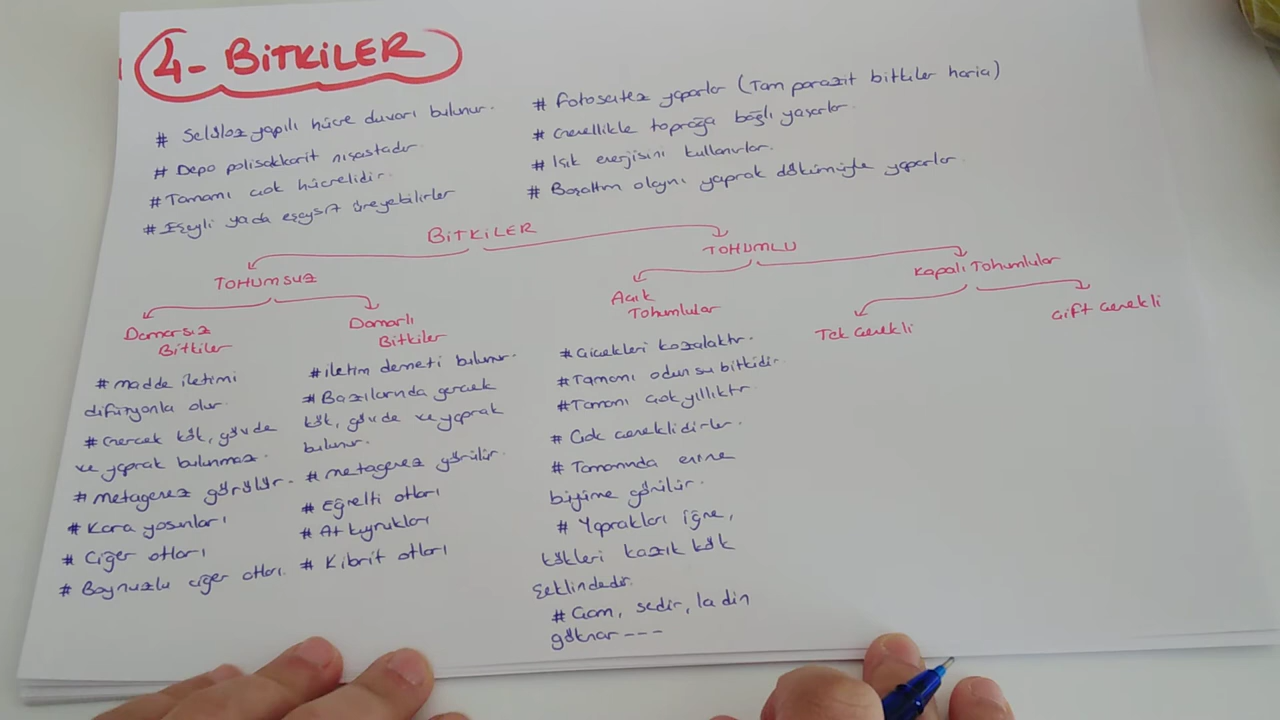 4- BİTKİLER
# Selüloz yapılı hücre duvarı bulunur.
# Depo polisakkarit nişastadır.
# Tamamı çok hücrelidir.
# Eşeyli yada eşeysiz üreyebilirler
# Fotosentez yaparlar (Tam parazit bitkiler hariç)
# Genellikle toprağa bağlı yaşarlar.
# Işık enerjisini kullanırlar.
# Boşaltım olayını yaprak dökümüyle yaparlar
BİTKİLER
TOHUMSUZ
TOHUMLU
Damarsız
Bitkiler
Damarlı
Bitkiler
Açık
Tohumlular
Kapalı Tohumlular
Tek çenekli
Çift çenekli
# Madde iletimi
difüzyonla olur.
# Gerçek kök, gövde
ve yaprak bulunmaz.
# Metagenez görülür.
# Kara yosunları
# Ciğer otları
# Boynuzlu ciğer otları.
# İletim demeti bulunur.
# Bazılarında gerçek
kök, gövde ve yaprak
bulunur.
# Metagenez görülür.
# Eğrelti otları
# At kuyrukları
# Kibrit otları
# Çiçekleri kozalaktır.
# Tamamı odunsu bitkidir.
# Tamamı çok yıllıktır
# Çok çeneklidirler.
# Tamamında enine
büyüme görülür.
# Yaprakları iğne,
kökleri kazık kök
şeklindedir.
# Çam, sedir, ladin
göknar ---